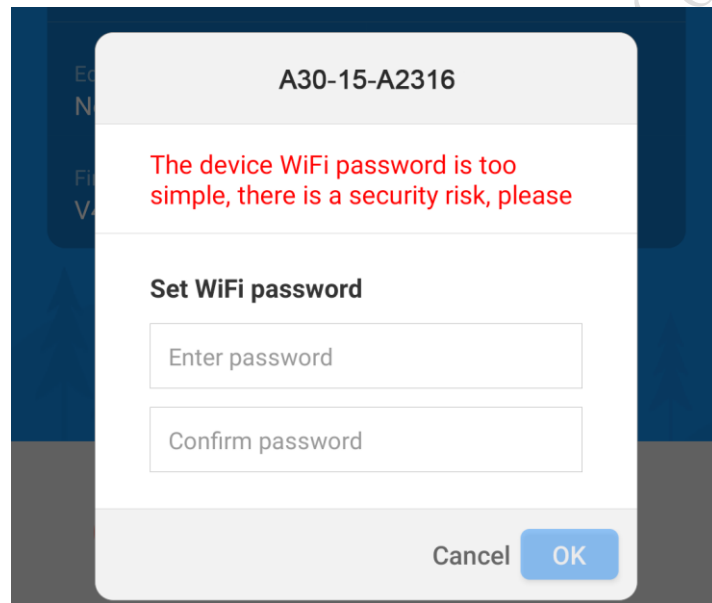 A30-15-A2316
The device WiFi password is too
simple, there is a security risk, please
Set WiFi password
Enter password
Confirm password
Cancel OK